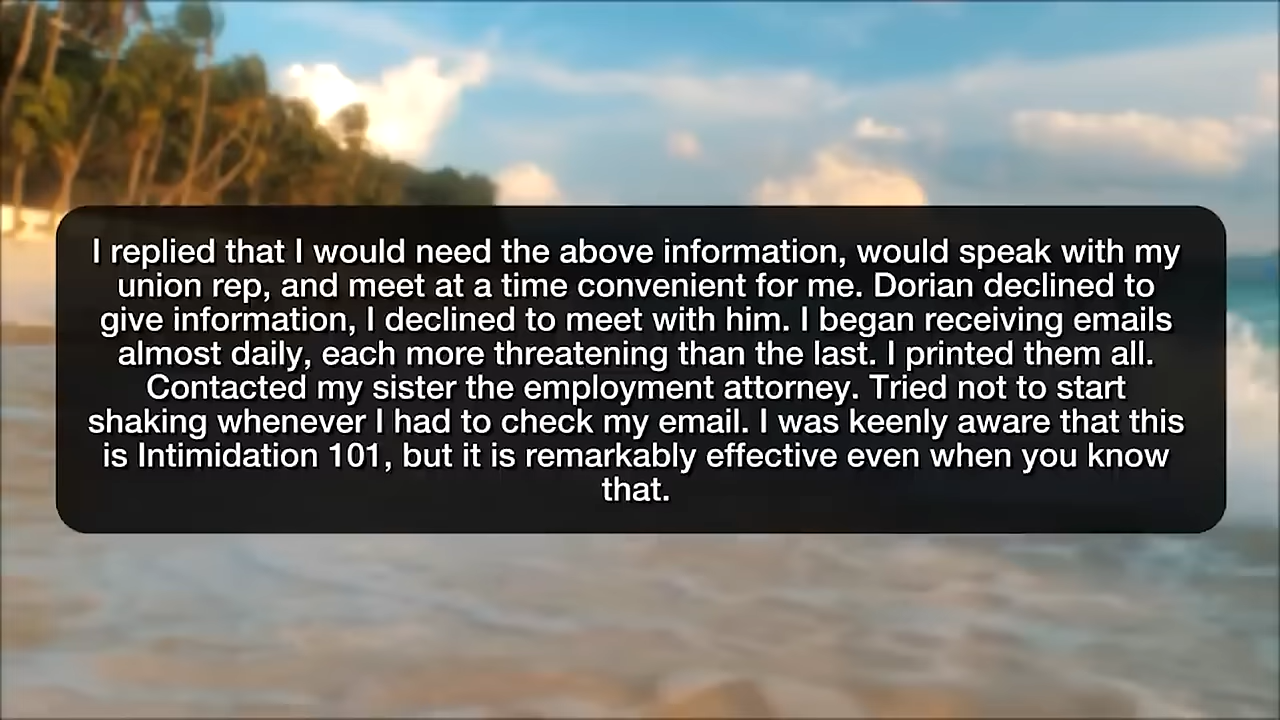 I replied that I would need the above information, would speak with my
union rep, and meet at a time convenient for me. Dorian declined to
give information, I declined to meet with him. I began receiving emails
almost daily, each more threatening than the last. I printed them all.
Contacted my sister the employment attorney. Tried not to start
shaking whenever I had to check my email. I was keenly aware that this
is Intimidation 101, but it is remarkably effective even when you know
that.